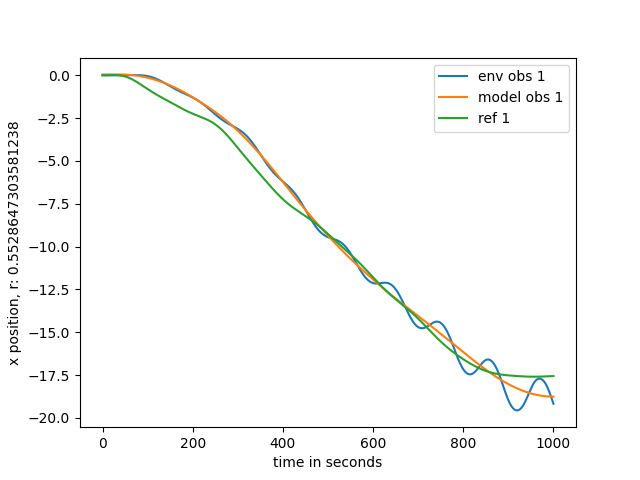 env obs 1
model obs 1
ref 1
0.0
−2.5
−5.0
−7.5
−10.0
−12.5
−15.0
−17.5
−20.0
x position, r: 0.5528647303581238
0 200 400 600 800 1000
time in seconds